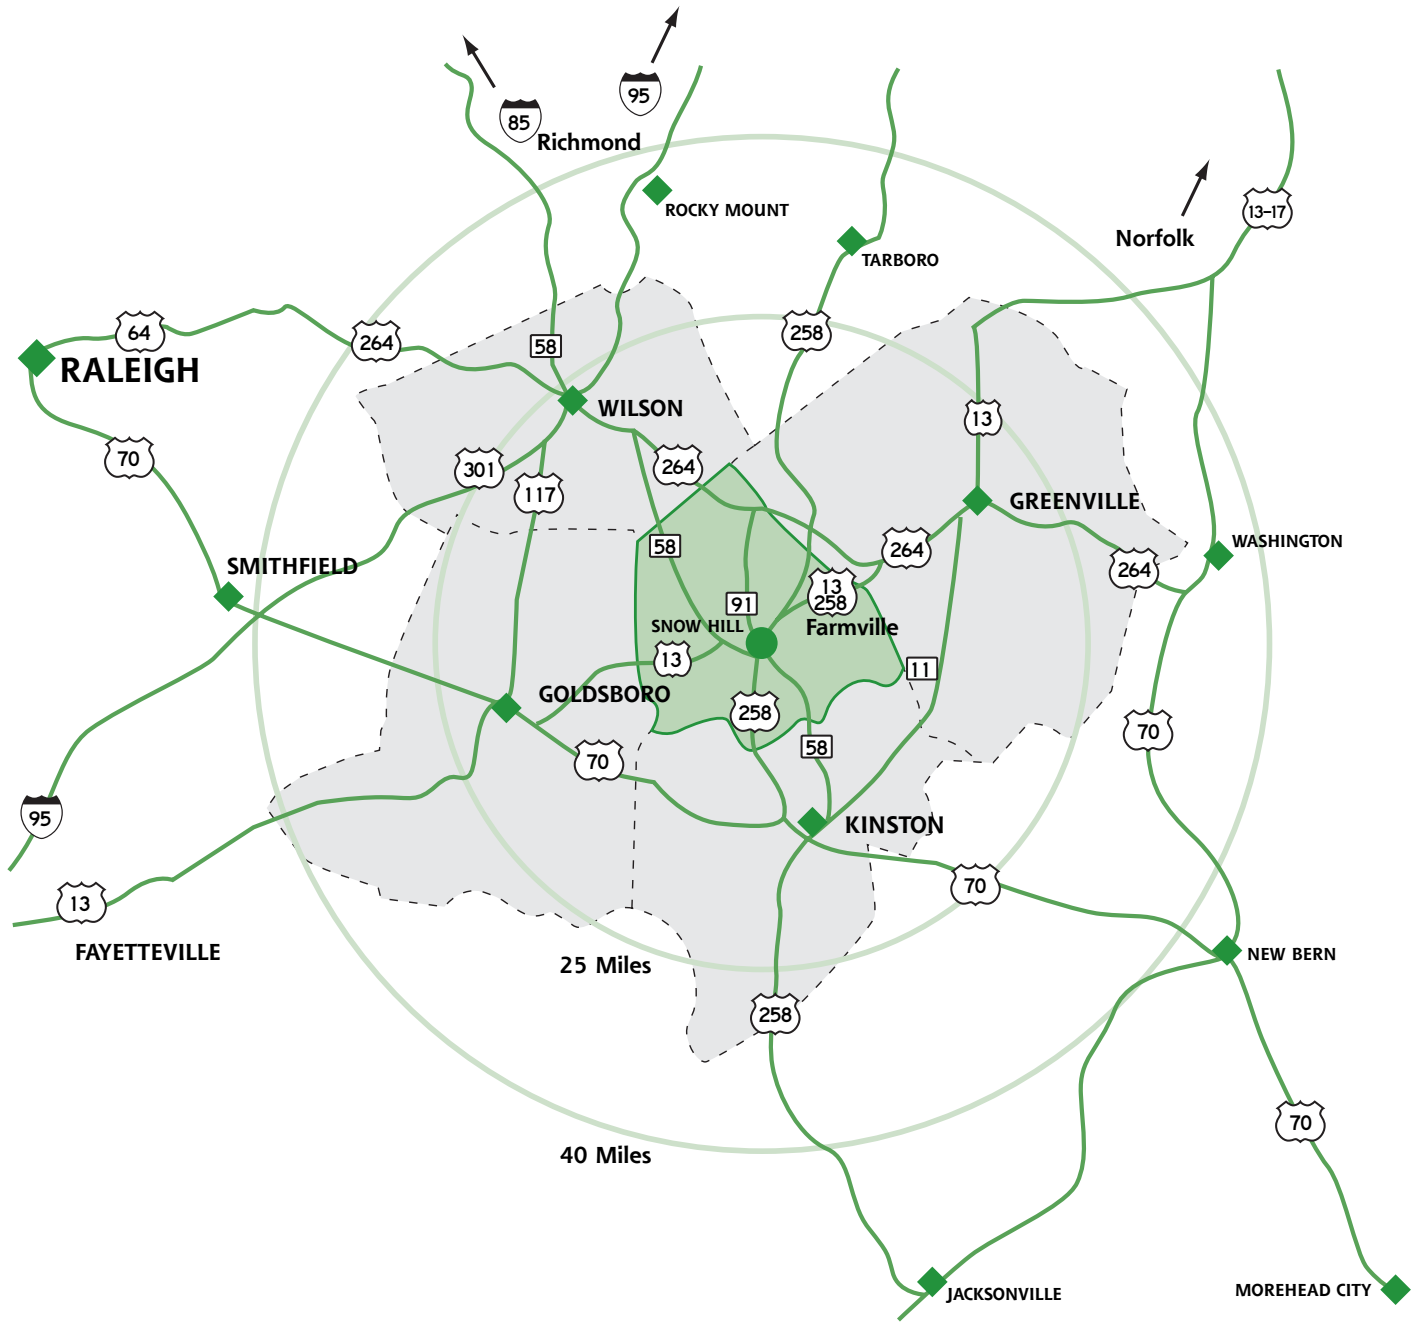 95
85
Richmond
ROCKY MOUNT
13–17
Norfolk
TARBORO
64
264
58
258
RALEIGH
WILSON
13
70
301
264
117
GREENVILLE
58
264
WASHINGTON
SMITHFIELD
264
13
258
91
SNOW HILL
Farmville
13
11
GOLDSBORO
258
70
58
70
95
KINSTON
70
13
FAYETTEVILLE
25 Miles
NEW BERN
258
70
40 Miles
JACKSONVILLE
MOREHEAD CITY